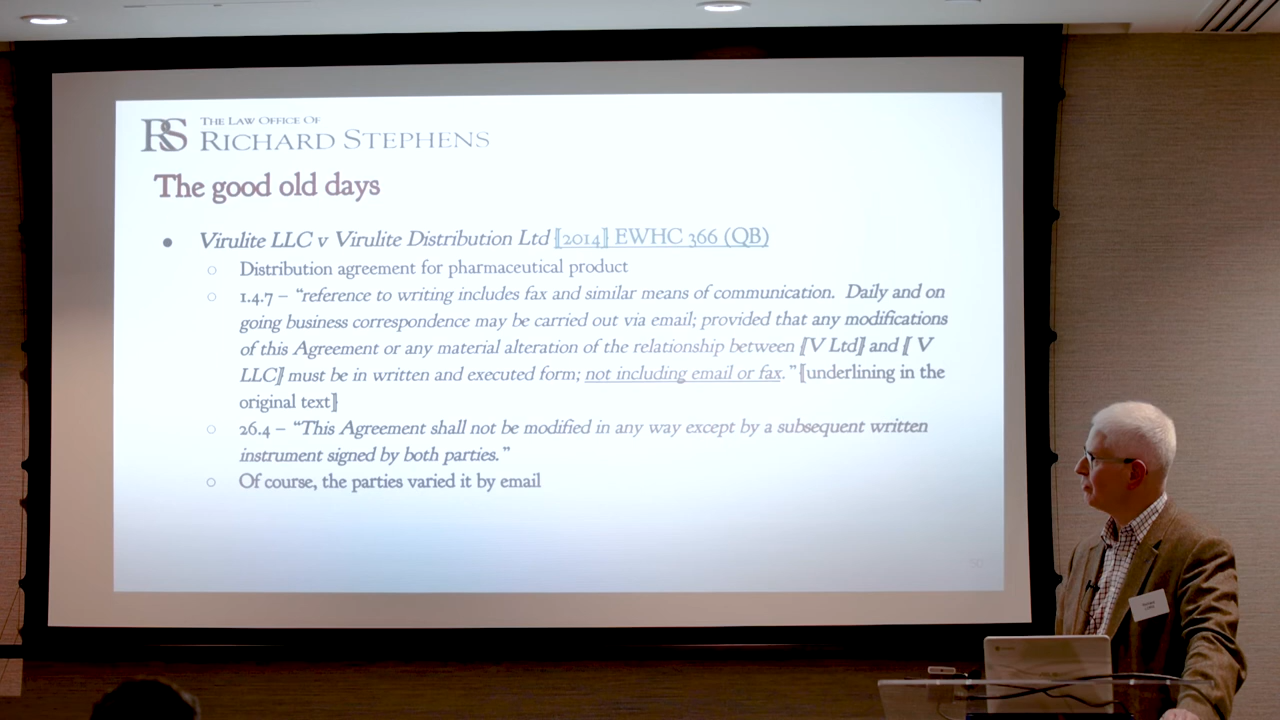 RS THE LAW OFFICE OF
RICHARD STEPHENS
The good old days
● Virulite LLC v Virulite Distribution Ltd [2014] EWHC 366 (QB)
○ Distribution agreement for pharmaceutical product
○ 1.4.7 – “reference to writing includes fax and similar means of communication. Daily and on
going business correspondence may be carried out via email; provided that any modifications
of this Agreement or any material alteration of the relationship between [V Ltd] and [ V
LLC] must be in written and executed form; not including email or fax.” [underlining in the
original text]
○ 26.4 – “This Agreement shall not be modified in any way except by a subsequent written
instrument signed by both parties.”
○ Of course, the parties varied it by email
50